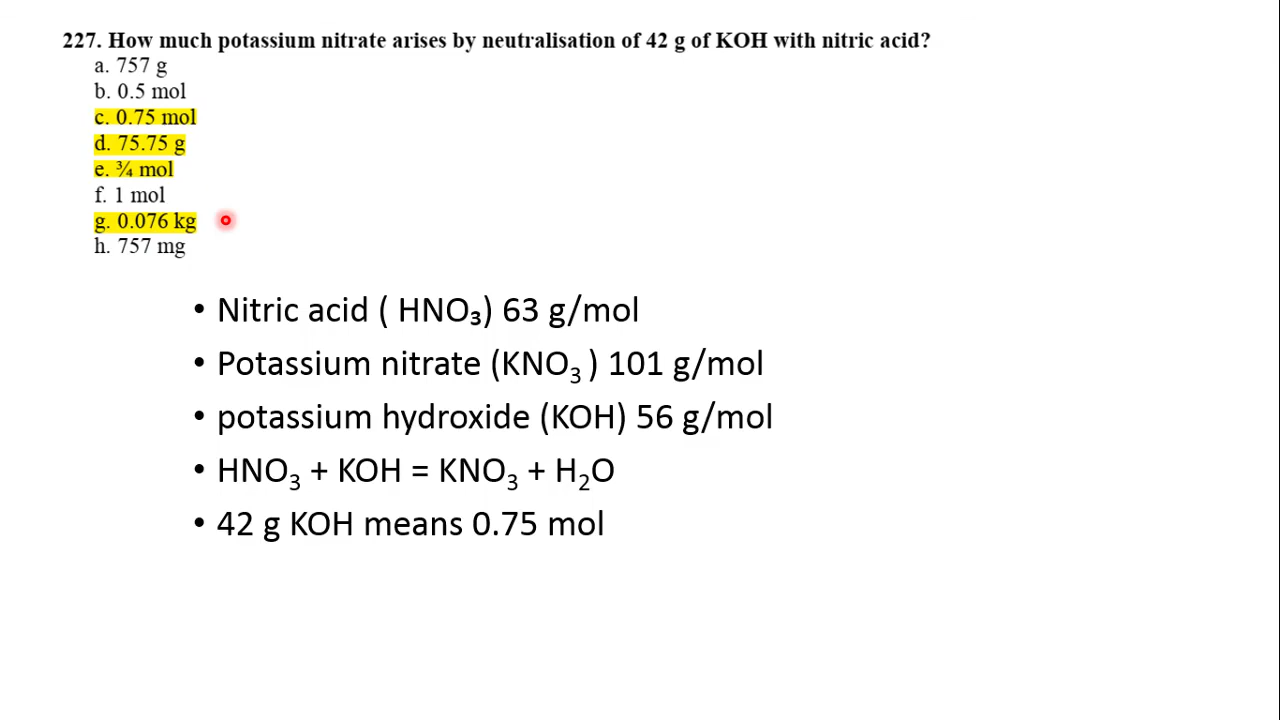 227. How much potassium nitrate arises by neutralisation of 42 g of KOH with nitric acid?
a. 757 g
b. 0.5 mol
c. 0.75 mol
d. 75.75 g
e. ¾ mol
f. 1 mol
g. 0.076 kg
h. 757 mg
• Nitric acid ( HNO₃) 63 g/mol
• Potassium nitrate (KNO₃ ) 101 g/mol
• potassium hydroxide (KOH) 56 g/mol
• HNO₃ + KOH = KNO₃ + H₂O
• 42 g KOH means 0.75 mol